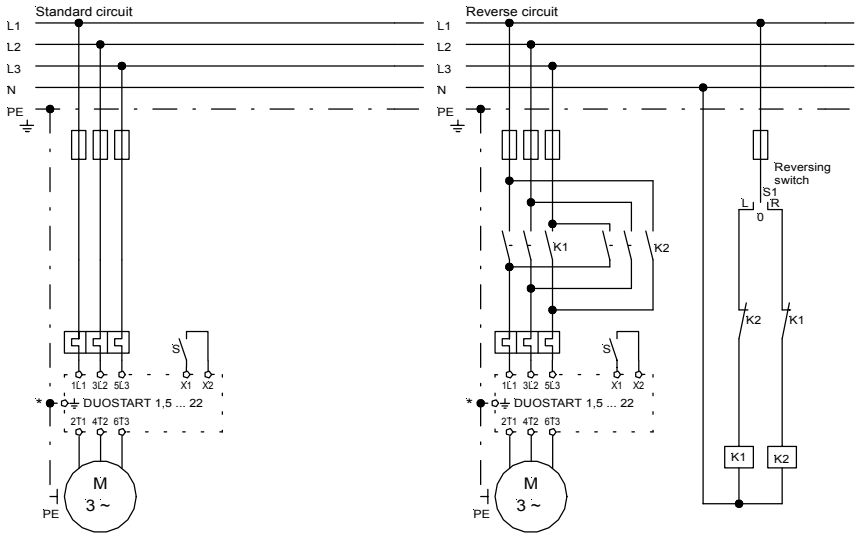 Standard circuit
L1
L2
L3
N
PE
S
1L1 3L2 5L3 X1 X2
* DUOSTART 1,5 ... 22
2T1 4T2 6T3
M
3 ~
PE
Reverse circuit
L1
L2
L3
N
PE
Reversing
switch
S1
L R
0
K1 K2
K2 K1
S
1L1 3L2 5L3 X1 X2
* DUOSTART 1,5 ... 22
2T1 4T2 6T3
K1 K2
M
3 ~
PE